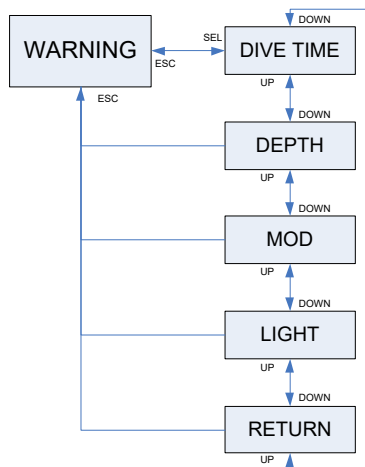 DOWN
WARNING
SEL
DIVE TIME
ESC
UP
DOWN
ESC
DEPTH
UP
DOWN
MOD
UP
DOWN
LIGHT
UP
DOWN
RETURN
UP